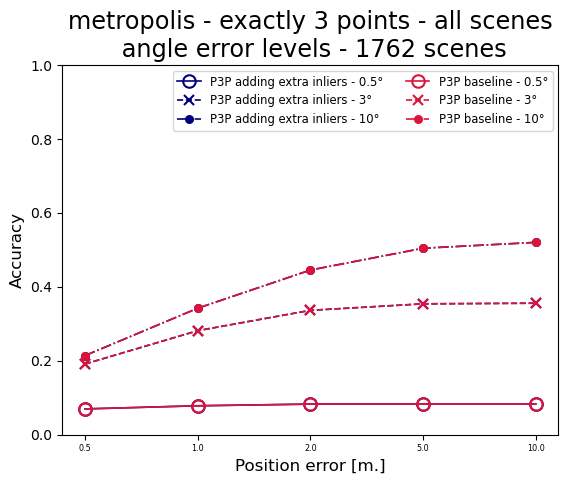 metropolis - exactly 3 points - all scenes
angle error levels - 1762 scenes
1.0
0.8
0.6
0.4
0.2
0.0
Accuracy
P3P adding extra inliers - 0.5°
P3P adding extra inliers - 3°
P3P adding extra inliers - 10°
P3P baseline - 0.5°
P3P baseline - 3°
P3P baseline - 10°
0.5 1.0 2.0 5.0 10.0
Position error [m.]